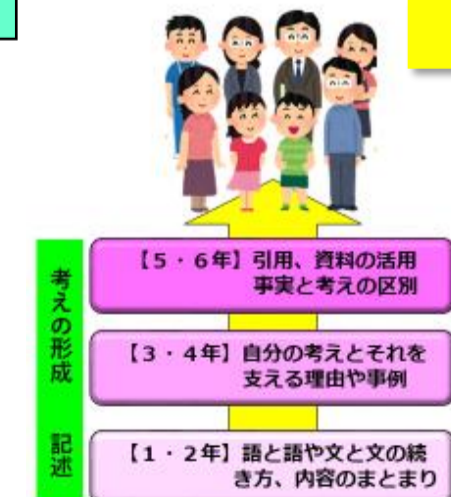 考えの形成
記述
【5・6年】引用、資料の活用
事実と考えの区別
【3・4年】自分の考えとそれを
支える理由や事例
【1・2年】語と語や文と文の続
き方、内容のまとまり